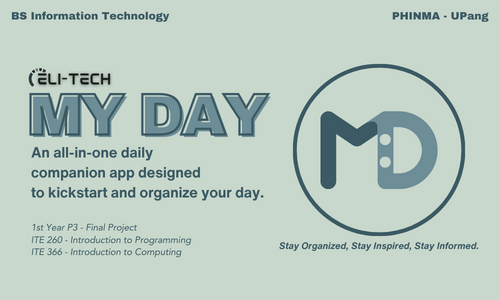 BS Information Technology
PHINMA - UPang
ELI-TECH
MY DAY
An all-in-one daily
companion app designed
to kickstart and organize your day.
MD
1st Year P3 - Final Project
ITE 260 - Introduction to Programming
ITE 366 - Introduction to Computing
Stay Organized, Stay Inspired, Stay Informed.